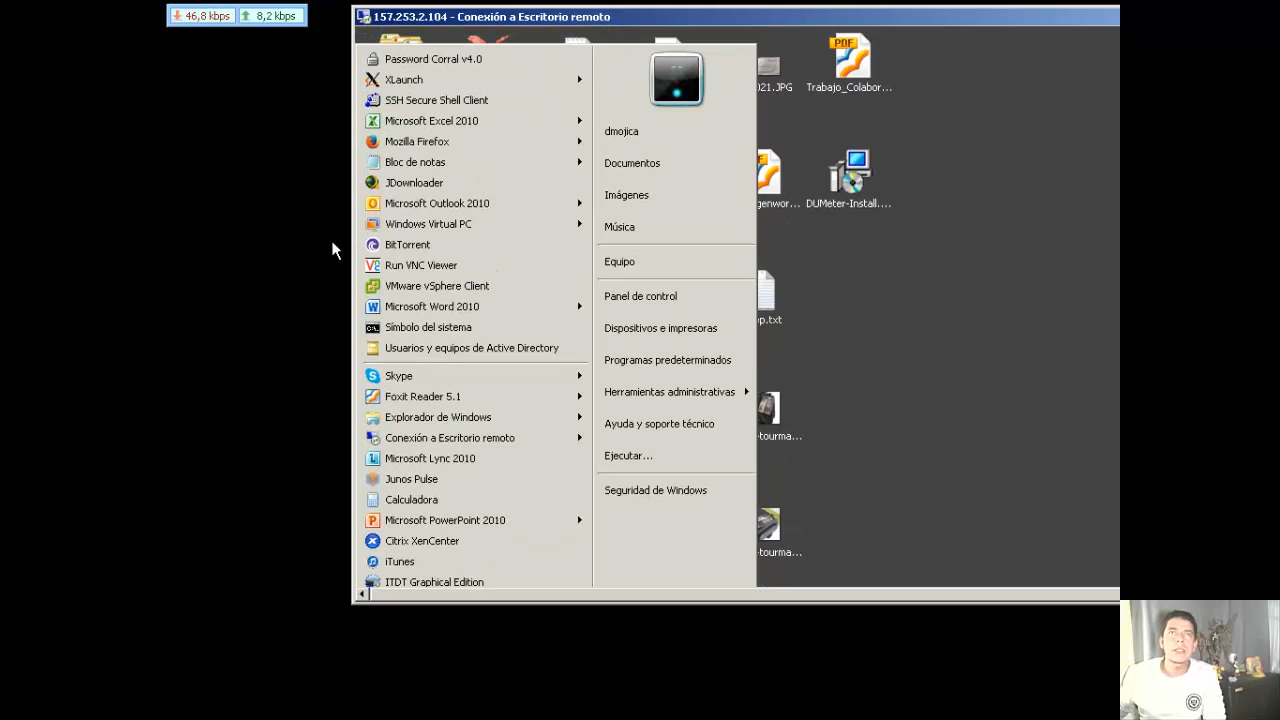 46,8 kbps
8,2 kbps
157.253.2.104 - Conexión a Escritorio remoto
Password Corral v4.0
XLaunch
SSH Secure Shell Client
Microsoft Excel 2010
Mozilla Firefox
Bloc de notas
JDownloader
Microsoft Outlook 2010
Windows Virtual PC
BitTorrent
Run VNC Viewer
VMware vSphere Client
Microsoft Word 2010
Símbolo del sistema
Usuarios y equipos de Active Directory
Skype
Foxit Reader 5.1
Explorador de Windows
Conexión a Escritorio remoto
Microsoft Lync 2010
Junos Pulse
Calculadora
Microsoft PowerPoint 2010
Citrix XenCenter
iTunes
ITDT Graphical Edition
dmojica
Documentos
Imágenes
Música
Equipo
Panel de control
Dispositivos e impresoras
Programas predeterminados
Herramientas administrativas
Ayuda y soporte técnico
Ejecutar...
Seguridad de Windows
PDF
021.JPG
Trabajo_Colabor...
genwor...
DUMeter-Install....
p.txt
-tourma...
-tourma...